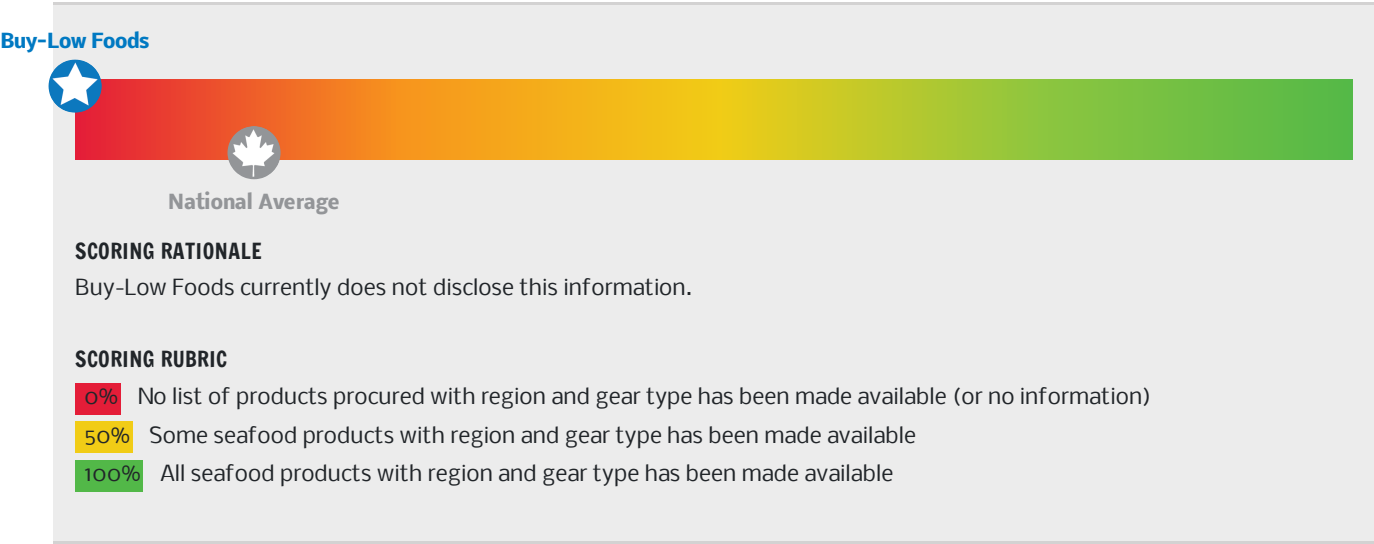 Buy-Low Foods
National Average
SCORING RATIONALE
Buy-Low Foods currently does not disclose this information.
SCORING RUBRIC
0% No list of products procured with region and gear type has been made available (or no information)
50% Some seafood products with region and gear type has been made available
100% All seafood products with region and gear type has been made available